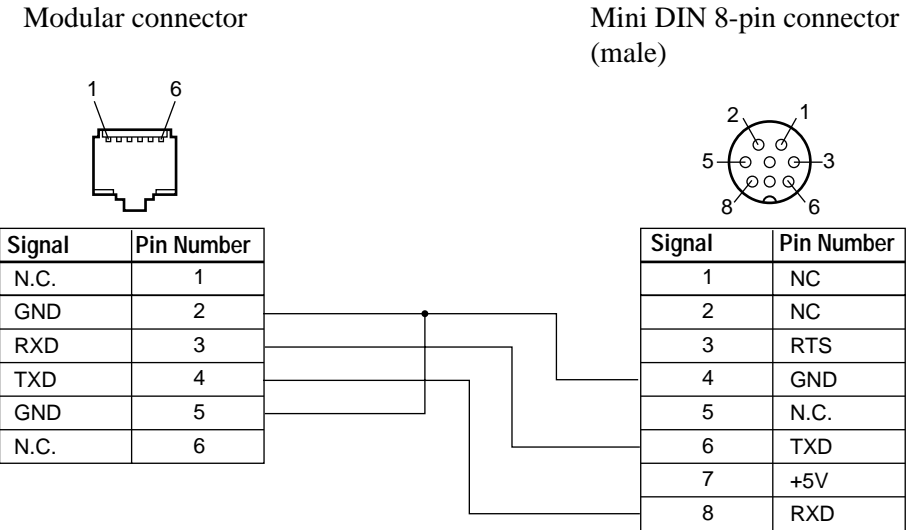 Modular connector
Mini DIN 8-pin connector
(male)
1 6
2 1
5 3
8 6
Signal Pin Number
N.C. 1
GND 2
RXD 3
TXD 4
GND 5
N.C. 6
Signal Pin Number
1 NC
2 NC
3 RTS
4 GND
5 N.C.
6 TXD
7 +5V
8 RXD